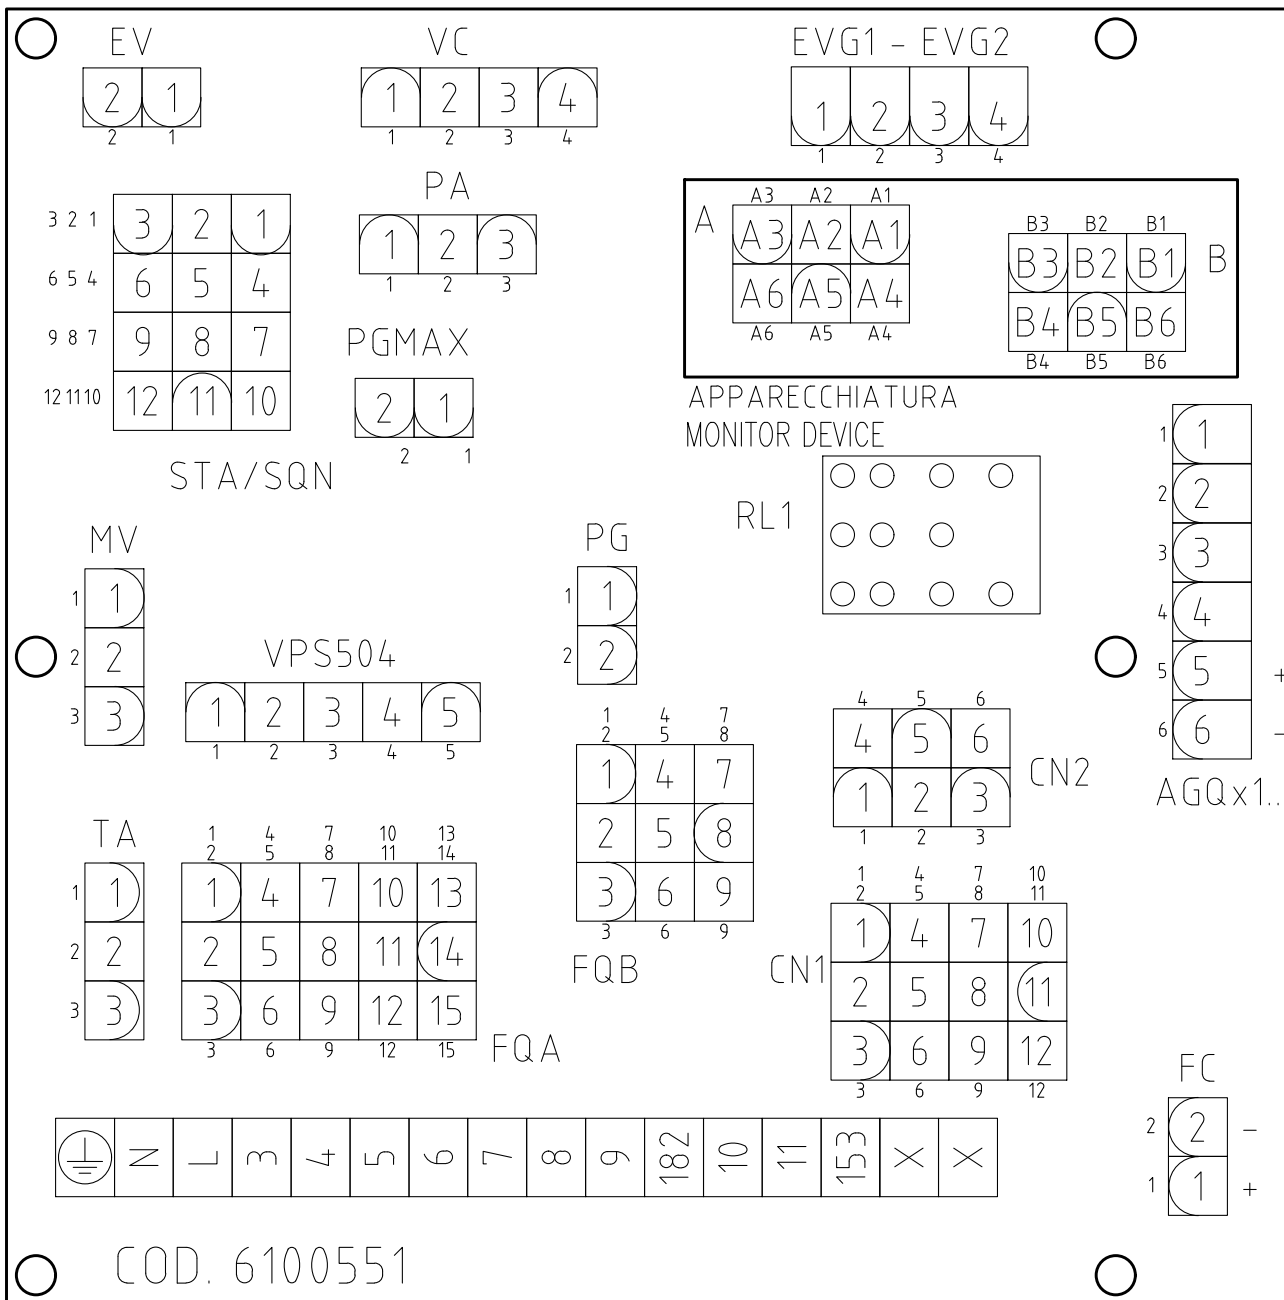 EV
2 1
2 1
VC
1 2 3 4
1 2 3 4
EVG1 - EVG2
1 2 3 4
1 2 3 4
3 2 1
3 2 1
6 5 4
6 5 4
9 8 7
9 8 7
12 11 10
12 11 10
STA/SQN
PA
1 2 3
1 2 3
PGMAX
2 1
2 1
A
A3 A2 A1
A3 A2 A1
A6 A5 A4
A6 A5 A4
B3 B2 B1
B3 B2 B1
B
B4 B5 B6
B4 B5 B6
APPARECCHIATURA
MONITOR DEVICE
RL1
1 1
2 2
3 3
4 4
5 5 +
6 6 -
AGQx1..
MV
1 1
2 2
3 3
VPS504
1 2 3 4 5
1 2 3 4 5
PG
1 1
2 2
1 4 7
2 5 8
1 4 7
2 5 8
3 6 9
3 6 9
FQB
4 5 6
4 5 6
1 2 3
1 2 3
CN2
TA
1 1
2 2
3 3
1 4 7 10 13
2 5 8 11 14
1 4 7 10 13
2 5 8 11 14
3 6 9 12 15
3 6 9 12 15
FQA
1 4 7 10
2 5 8 11
1 4 7 10
2 5 8 11
3 6 9 12
3 6 9 12
CN1
FC
2 2 -
1 1 +
N L 3 4 5 6 7 8 9 182 10 11 153 X X
COD. 6100551